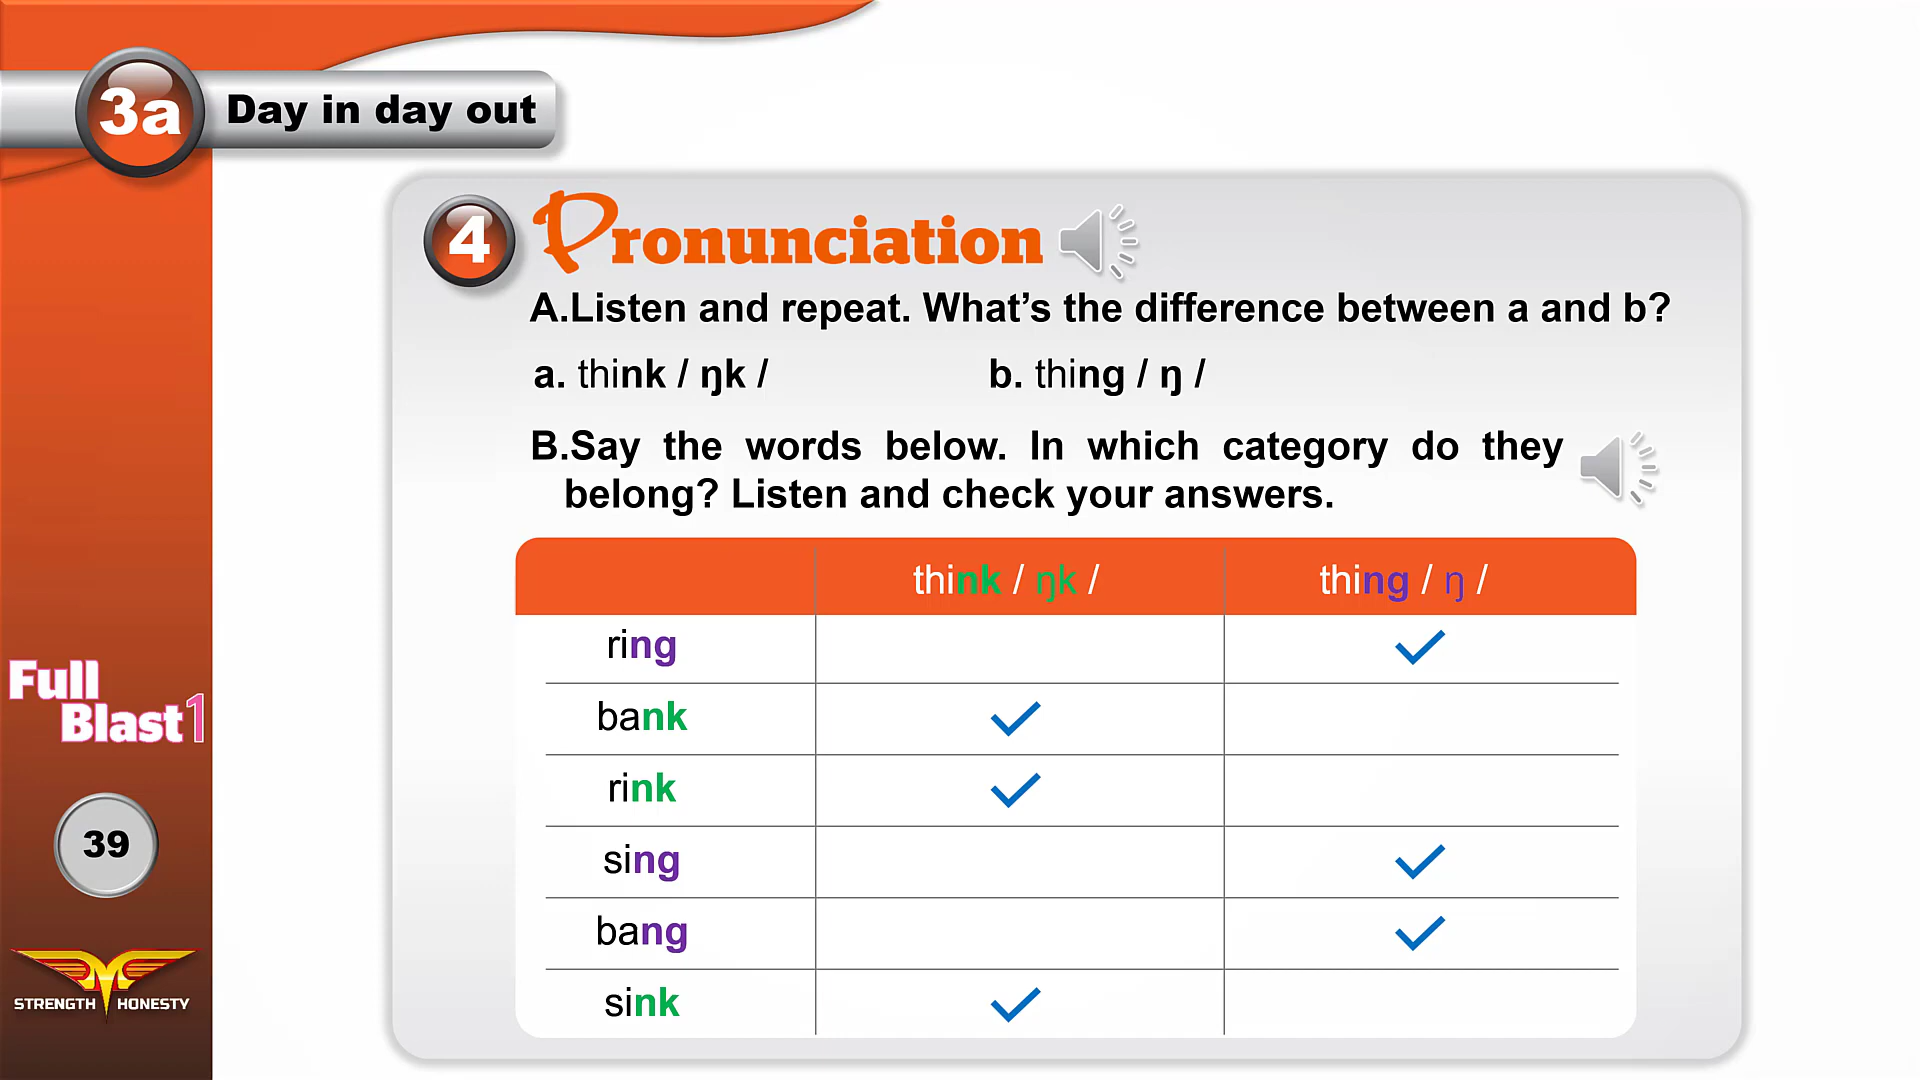 3a Day in day out
4 Pronunciation
A.Listen and repeat. What’s the difference between a and b?
a. think / ŋk / b. thing / ŋ /
B.Say the words below. In which category do they
belong? Listen and check your answers.
think / ŋk / thing / ŋ /
ring
bank
rink
sing
bang
sink
Full
Blast 1
39
STRENGTH HONESTY